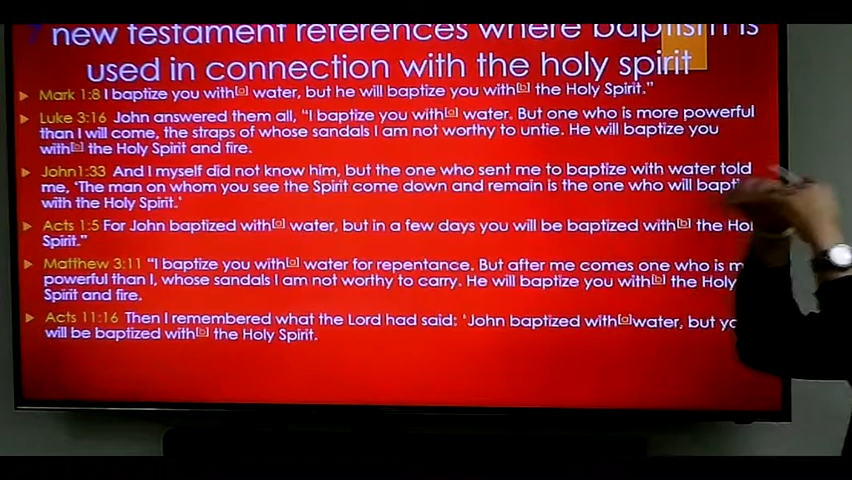 7 new testament references where baptism is
used in connection with the holy spirit
Mark 1:8 I baptize you with[a] water, but he will baptize you with[b] the Holy Spirit."
Luke 3:16 John answered them all, "I baptize you with[a] water. But one who is more powerful
than I will come, the straps of whose sandals I am not worthy to untie. He will baptize you
with[b] the Holy Spirit and fire.
John1:33 And I myself did not know him, but the one who sent me to baptize with water told
me, 'The man on whom you see the Spirit come down and remain is the one who will bapti
with the Holy Spirit.'
Acts 1:5 For John baptized with[a] water, but in a few days you will be baptized with[b] the Hol
Spirit."
Matthew 3:11 "I baptize you with[a] water for repentance. But after me comes one who is m
powerful than I, whose sandals I am not worthy to carry. He will baptize you with[b] the Holy
Spirit and fire.
Acts 11:16 Then I remembered what the Lord had said: 'John baptized with[a]water, but yo
will be baptized with[b] the Holy Spirit.